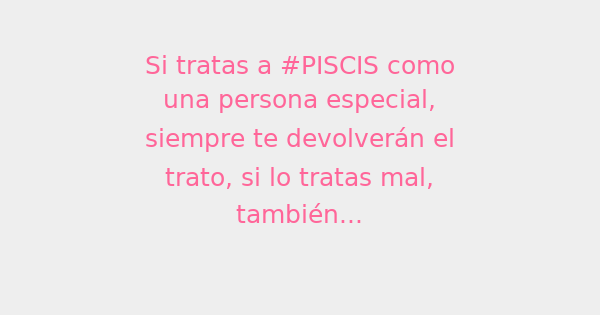 Si tratas a #PISCIS como
una persona especial,
siempre te devolverán el
trato, si lo tratas mal,
también...